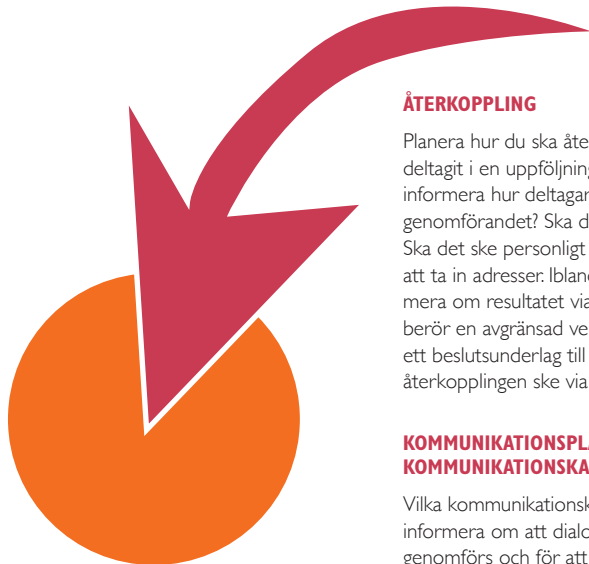 ÅTERKOPPLING
Planera hur du ska åte
deltagit i en uppföljning
informera hur deltagar
genomförandet? Ska d
Ska det ske personligt
att ta in adresser. Ibland
mera om resultatet via
berör en avgränsad ve
ett beslutsunderlag till
återkopplingen ske via
KOMMUNIKATIONSPLA
KOMMUNIKATIONSKA
Vilka kommunikationsk
informera om att dialo
genomförs och för att